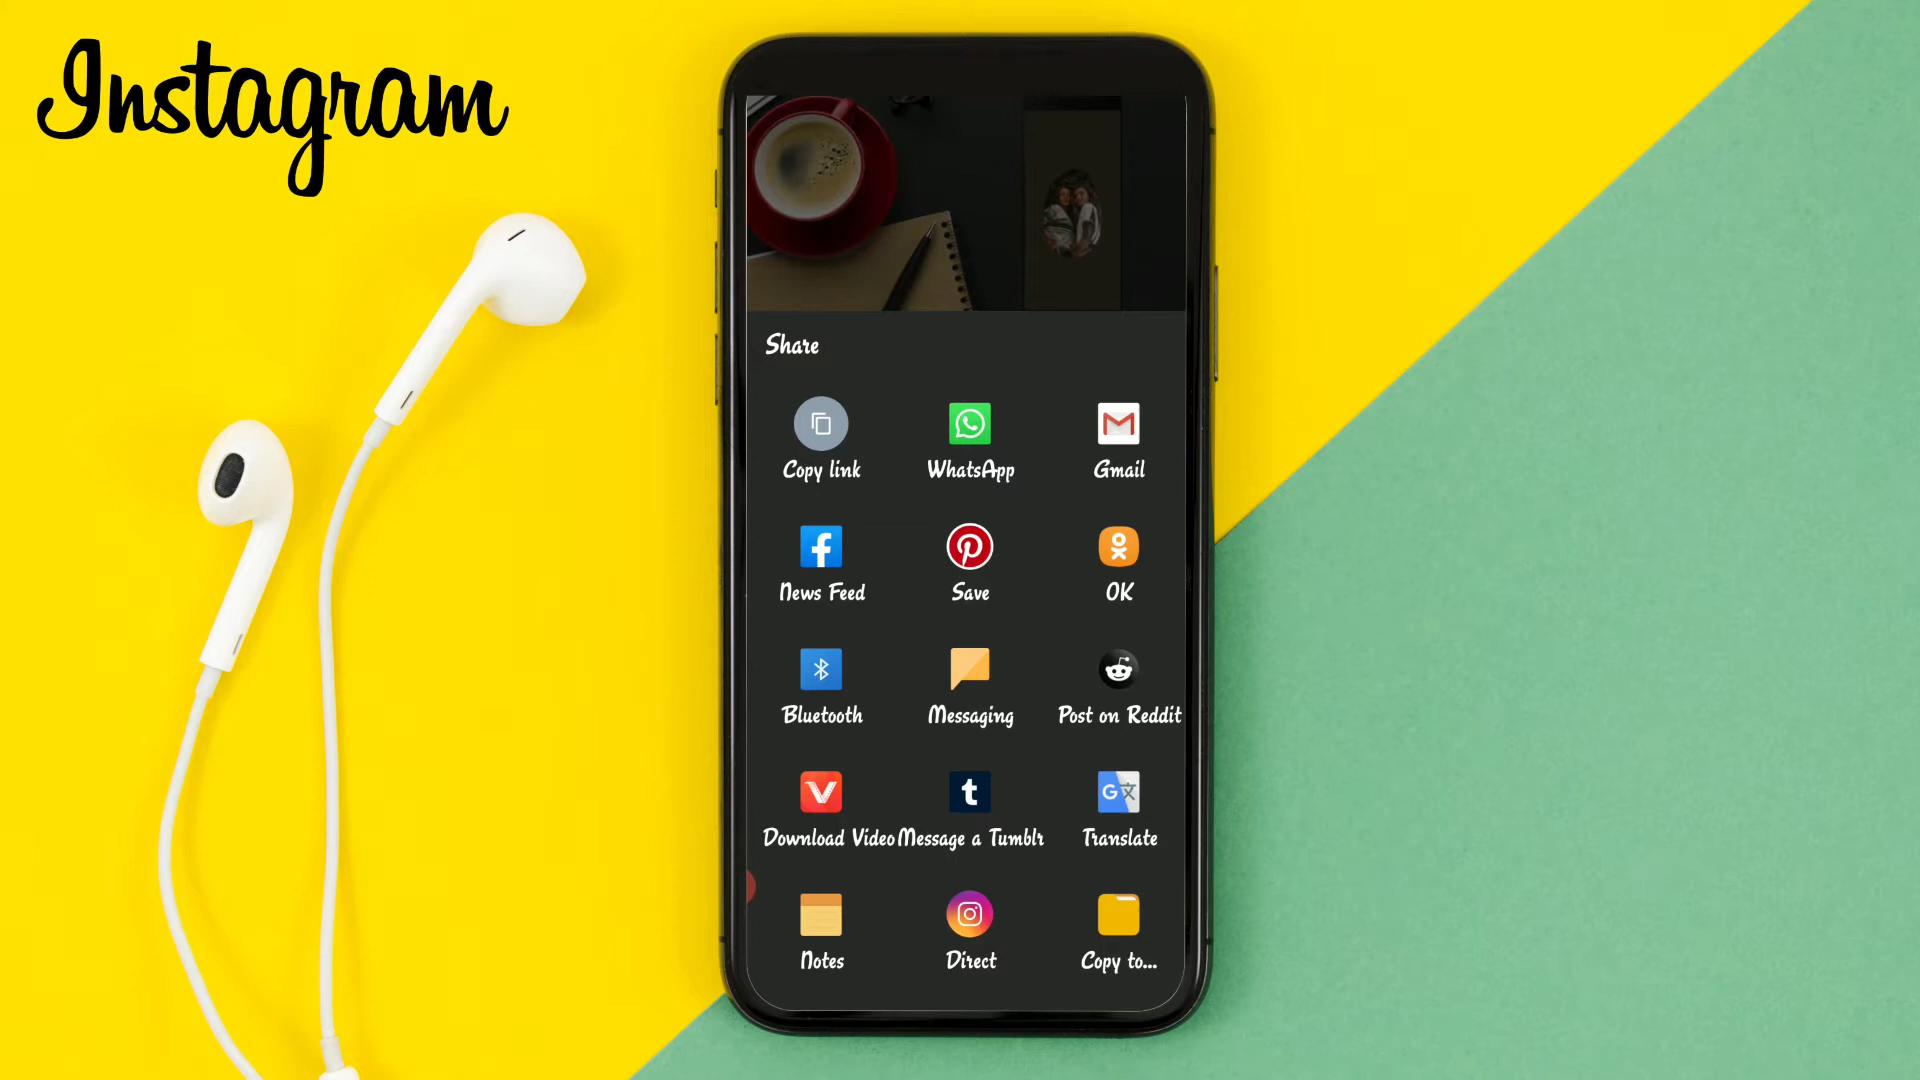 Instagram
Share
Copy link
WhatsApp
Gmail
News Feed
Save
OK
Bluetooth
Messaging
Post on Reddit
Download Video
Message a Tumblr
Translate
Notes
Direct
Copy to...